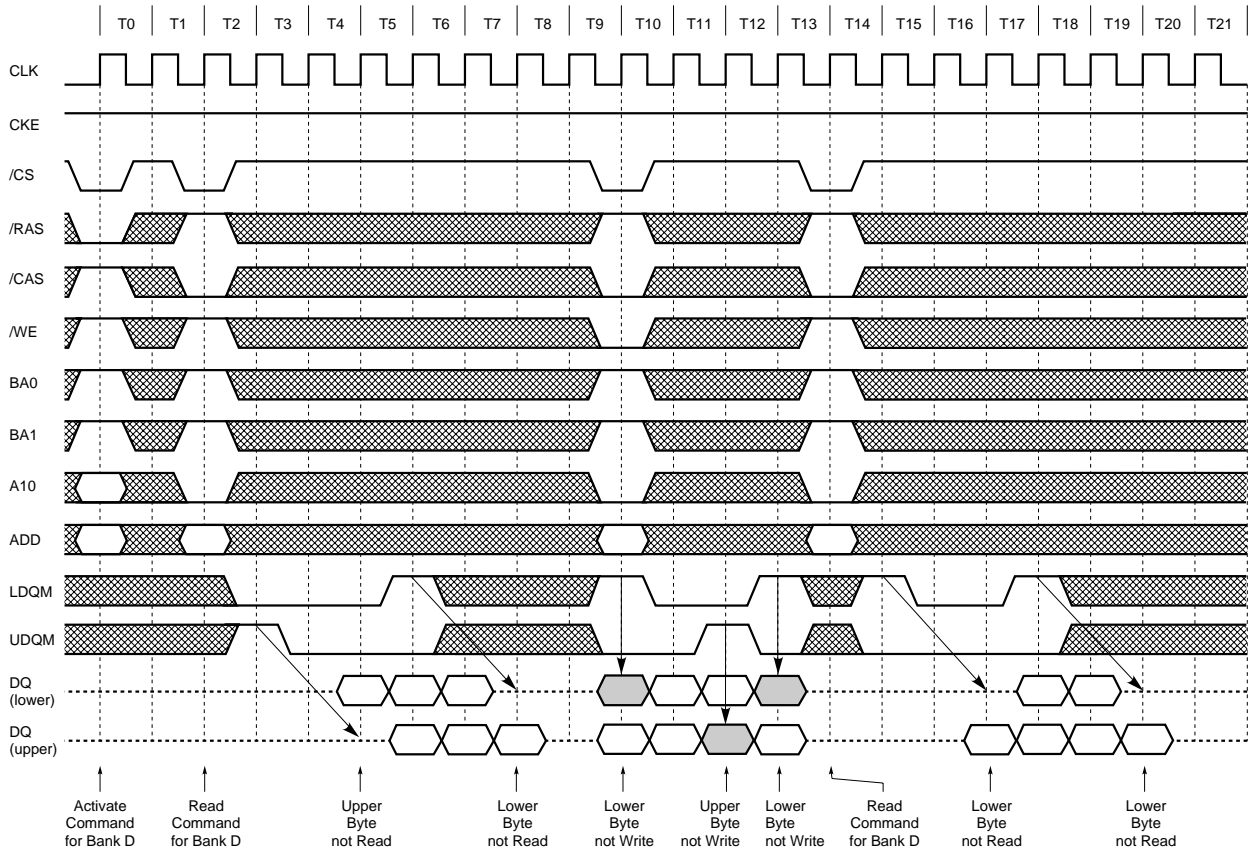 T0 T1 T2 T3 T4 T5 T6 T7 T8 T9 T10 T11 T12 T13 T14 T15 T16 T17 T18 T19 T20 T21
CLK
CKE
/CS
/RAS
/CAS
/WE
BA0
BA1
A10
ADD
LDQM
UDQM
DQ
(lower)
DQ
(upper)
Activate
Command
for Bank D
Read
Command
for Bank D
Upper
Byte
not Read
Lower
Byte
not Read
Lower
Byte
not Write
Upper
Byte
not Write
Lower
Byte
not Write
Read
Command
for Bank D
Lower
Byte
not Read
Lower
Byte
not Read